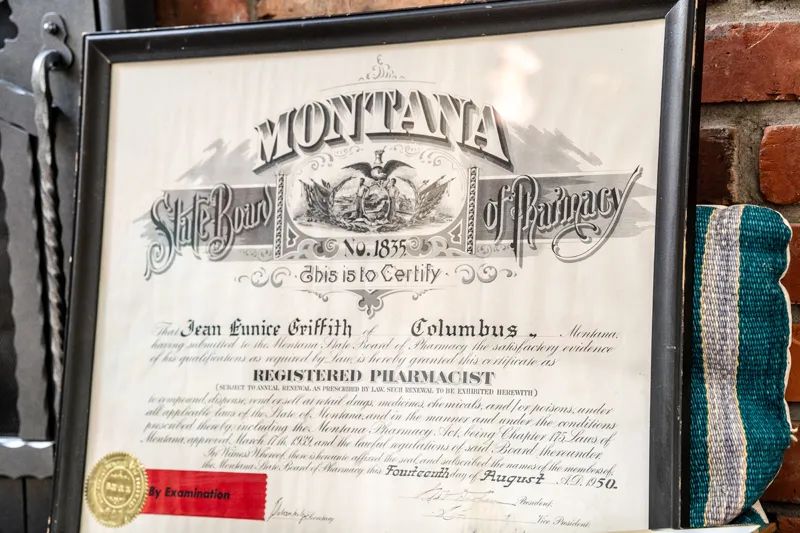 MONTANA
State Board of Pharmacy
No. 1835
This is to Certify
That Jean Eunice Griffith of Columbus, Montana,
having submitted to the Montana State Board of Pharmacy the satisfactory evidence
of his qualifications as required by Law, is hereby granted this certificate as
REGISTERED PHARMACIST
(SUBJECT TO ANNUAL RENEWAL AS PRESCRIBED BY LAW, SUCH RENEWAL TO BE EXHIBITED HEREWITH)
to compound, dispense, vend or sell at retail drugs, medicines, chemicals, and/or poisons, under
all applicable laws of the State of Montana, and in the manner and under the conditions
prescribed therein, including the Montana Pharmacy Act, being Chapter 175, Laws of
Montana, approved, March 17th, 1939, and the lawful regulations of said Board thereunder.
In Witness Whereof, there is hereunto affixed the seal, and subscribed the names of the members of
the Montana State Board of Pharmacy this Fourteenth day of August A.D. 1950.
By Examination
President.
Secretary
Vice President.